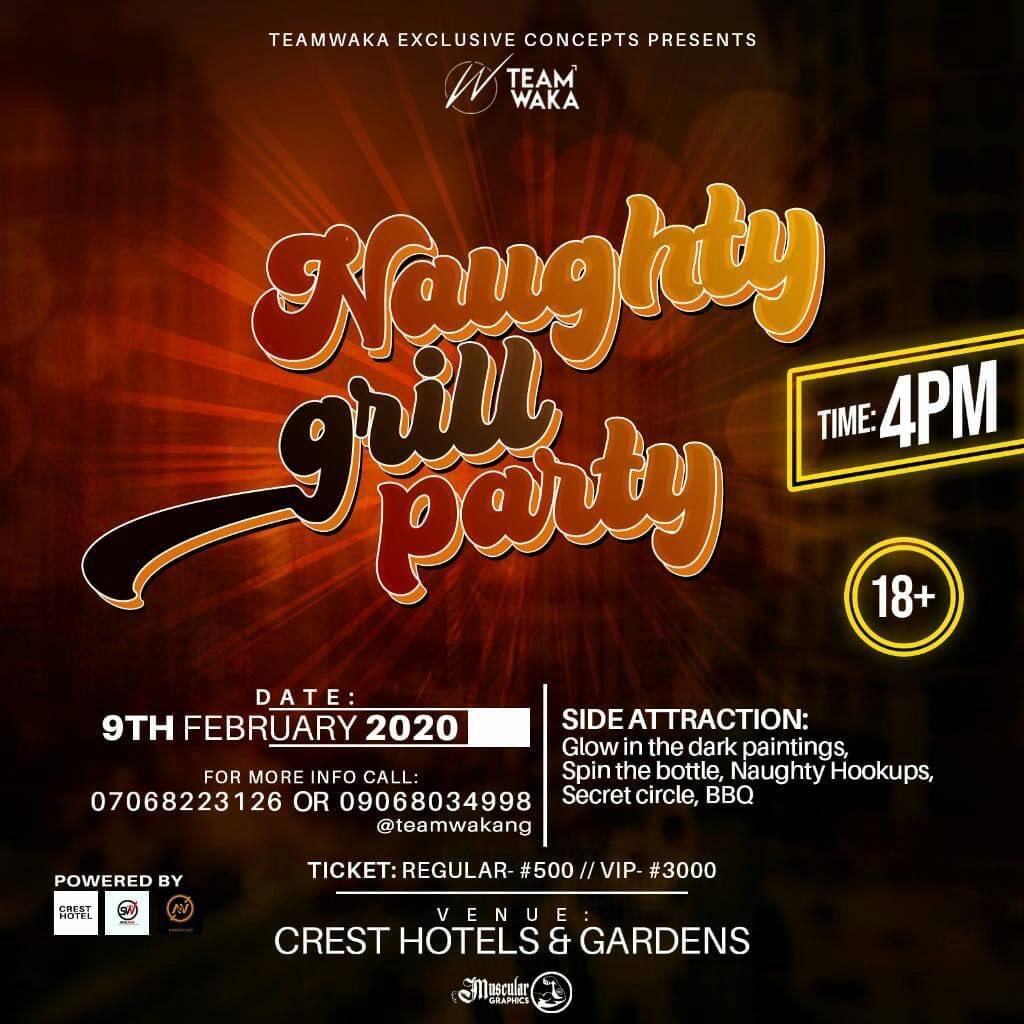 TEAMWAKA EXCLUSIVE CONCEPTS PRESENTS
TEAM
WAKA
Naughty
grill
party
TIME: 4PM
18+
DATE:
9TH FEBRUARY 2020
FOR MORE INFO CALL:
07068223126 OR 09068034998
@teamwakang
SIDE ATTRACTION:
Glow in the dark paintings,
Spin the bottle, Naughty Hookups,
Secret circle, BBQ
TICKET: REGULAR- #500 // VIP- #3000
POWERED BY
CREST
HOTEL
VENUE:
CREST HOTELS & GARDENS
Muscular
GRAPHICS